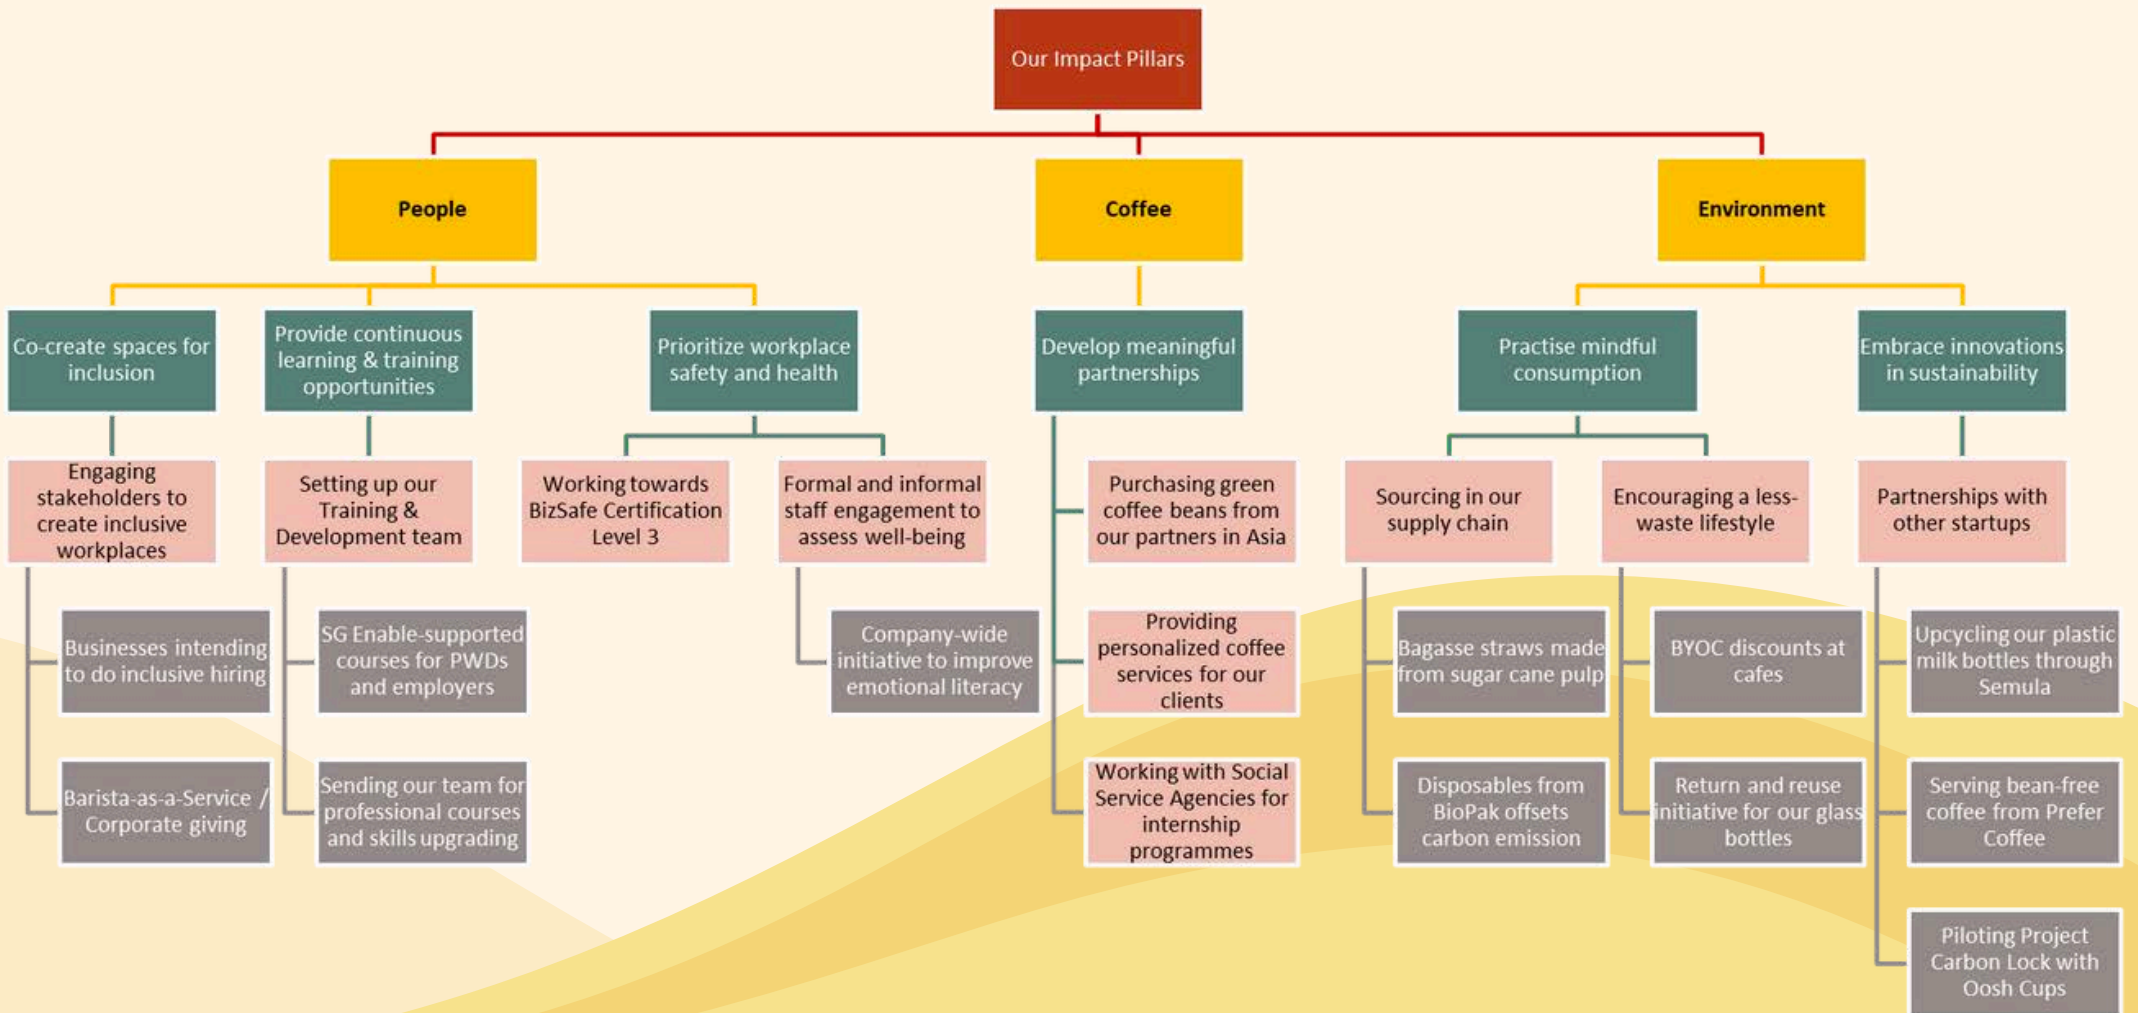 Our Impact Pillars
People
Coffee
Environment
Co-create spaces for
inclusion
Provide continuous
learning & training
opportunities
Prioritize workplace
safety and health
Develop meaningful
partnerships
Practise mindful
consumption
Embrace innovations
in sustainability
Engaging
stakeholders to
create inclusive
workplaces
Setting up our
Training &
Development team
Working towards
BizSafe Certification
Level 3
Formal and informal
staff engagement to
assess well-being
Purchasing green
coffee beans from
our partners in Asia
Sourcing in our
supply chain
Encouraging a less-
waste lifestyle
Partnerships with
other startups
Businesses intending
to do inclusive hiring
SG Enable-supported
courses for PWDs
and employers
Company-wide
initiative to improve
emotional literacy
Providing
personalized coffee
services for our
clients
Bagasse straws made
from sugar cane pulp
BYOC discounts at
cafes
Upcycling our plastic
milk bottles through
Semula
Barista-as-a-Service /
Corporate giving
Sending our team for
professional courses
and skills upgrading
Working with Social
Service Agencies for
internship
programmes
Disposables from
BioPak offsets
carbon emission
Return and reuse
initiative for our glass
bottles
Serving bean-free
coffee from Prefer
Coffee
Piloting Project
Carbon Lock with
Oosh Cups